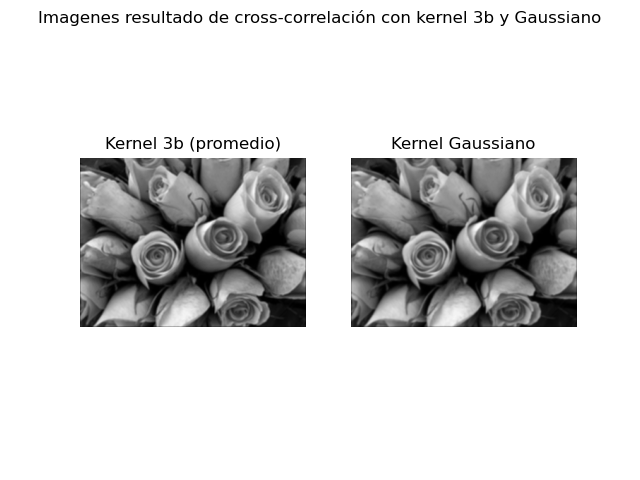 Imagenes resultado de cross-correlación con kernel 3b y Gaussiano
Kernel 3b (promedio)
Kernel Gaussiano